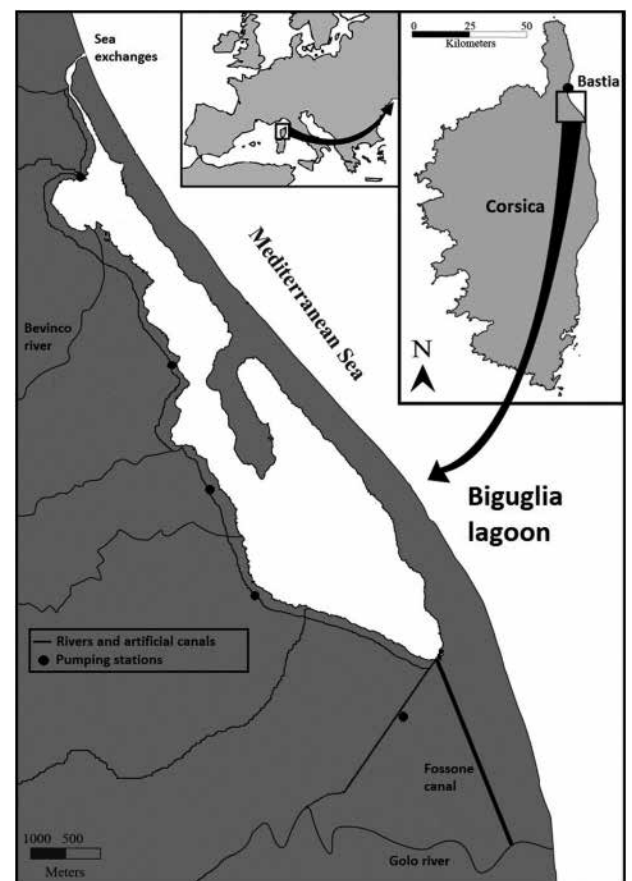 Sea
exchanges
0 25 50
Kilometers
Bastia
Corsica
N
Mediterranean Sea
Bevinco
river
Biguglia
lagoon
Rivers and artificial canals
Pumping stations
Fossone
canal
1000 500
Meters
Golo river